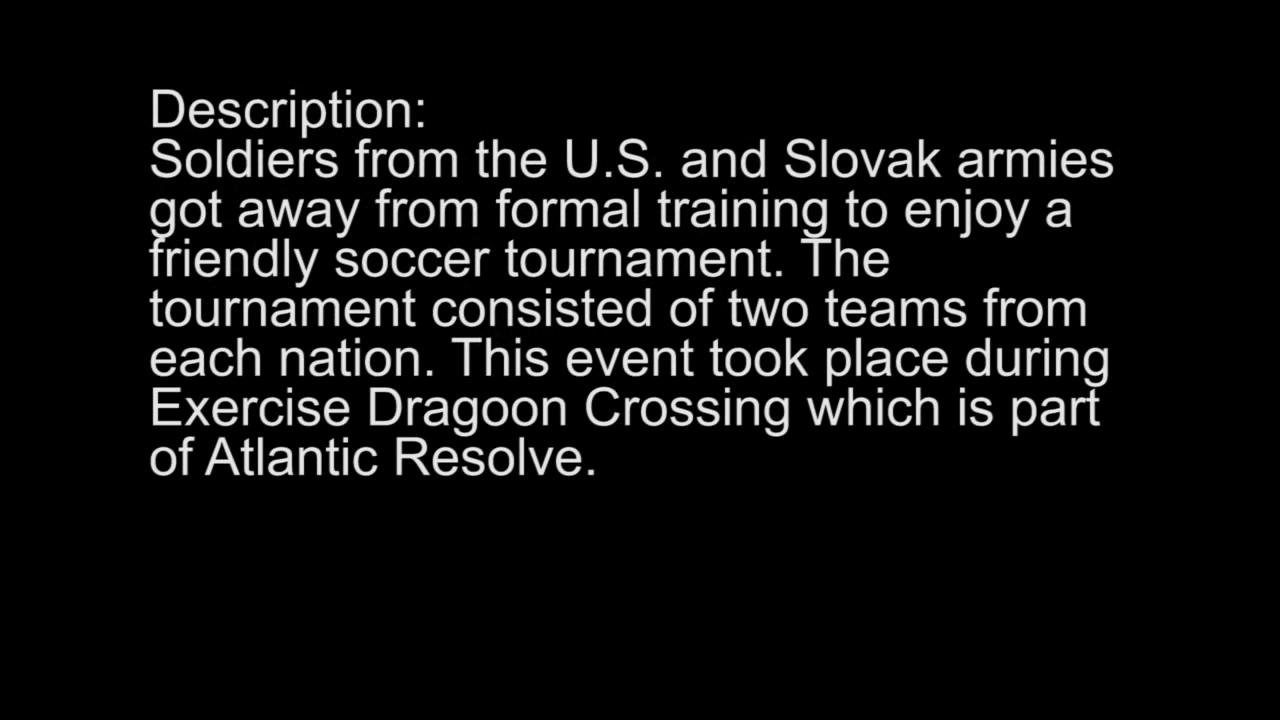 Description:
Soldiers from the U.S. and Slovak armies
got away from formal training to enjoy a
friendly soccer tournament. The
tournament consisted of two teams from
each nation. This event took place during
Exercise Dragoon Crossing which is part
of Atlantic Resolve.